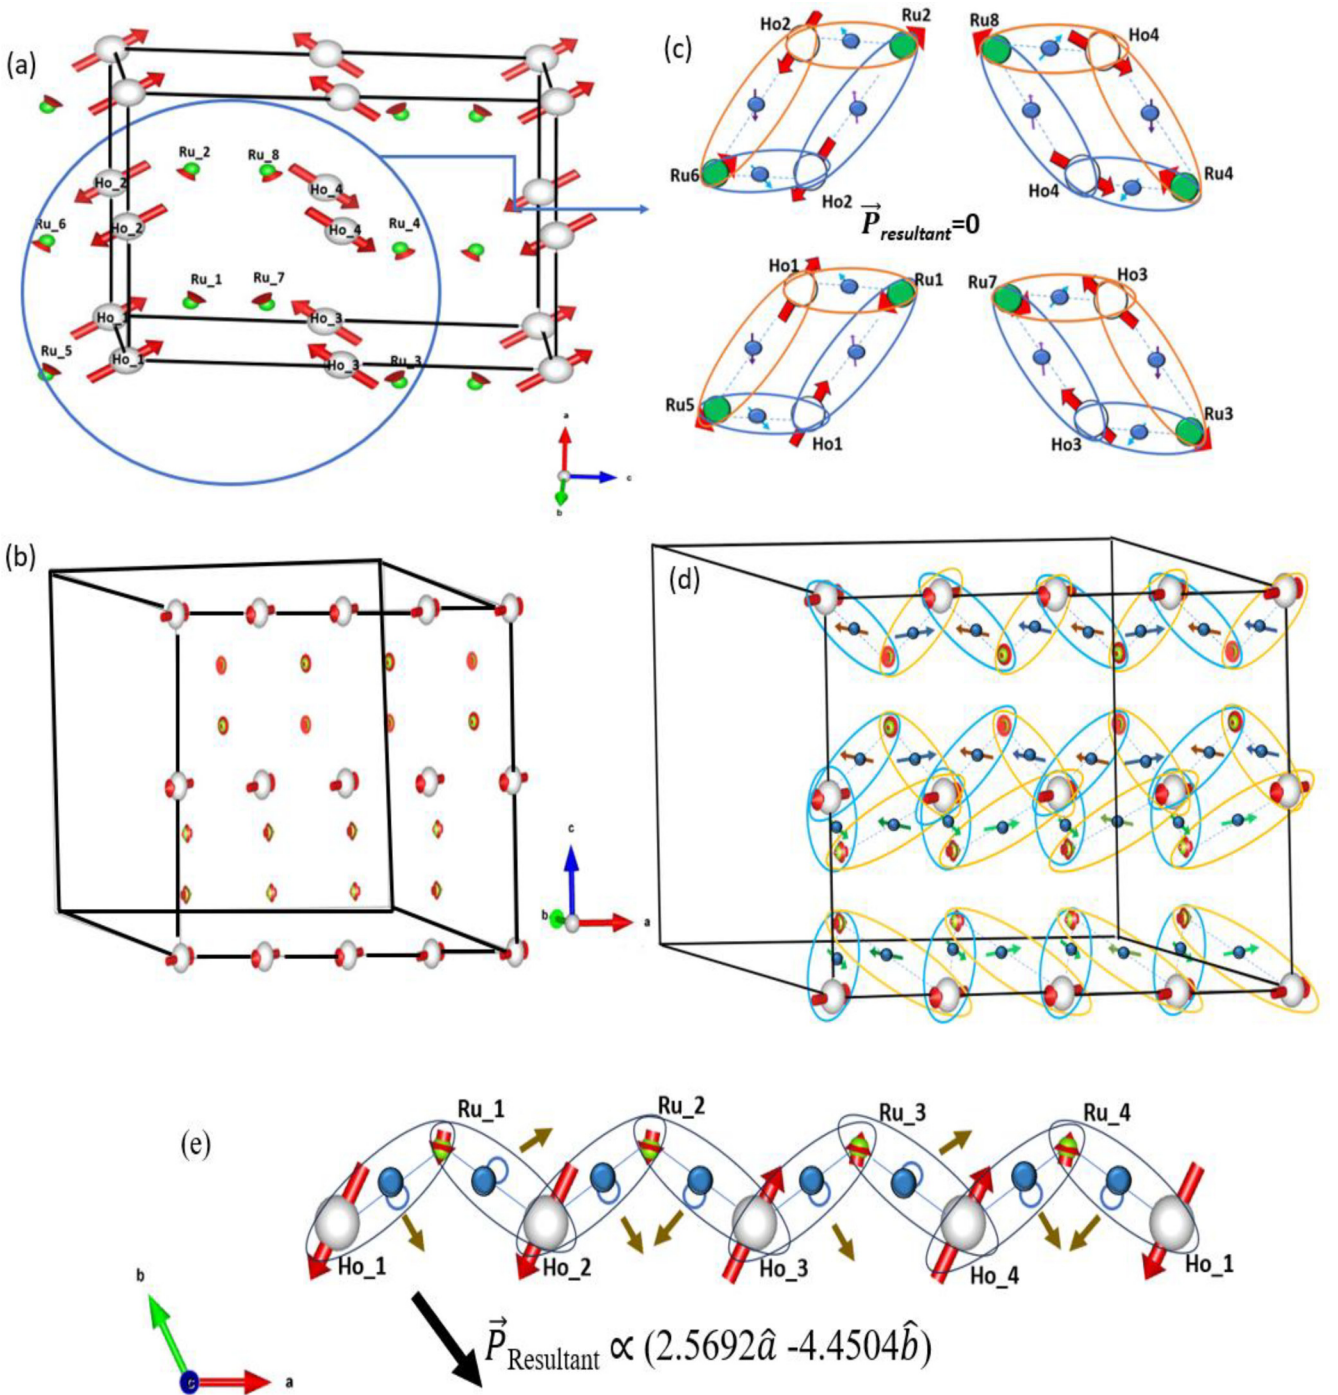 (a)
Ru_2
Ru_8
Ho_2
Ho_4
Ru_6
Ho_2
Ho_4
Ru_4
Ru_1
Ru_7
Ho_3
Ru_5
Ho_1
Ho_3
Ru_3
a
c
b
(c)
Ho2
Ru2
Ru8
Ho4
Ru6
Ho2
Ho4
Ru4
P⃗resultant=0
Ho1
Ru1
Ru7
Ho3
Ru5
Ho1
Ho3
Ru3
(b)
c
b
a
(d)
(e)
Ru_1
Ru_2
Ru_3
Ru_4
Ho_1
Ho_2
Ho_3
Ho_4
Ho_1
b
c
a
P⃗Resultant ∝ (2.5692â -4.4504b̂)